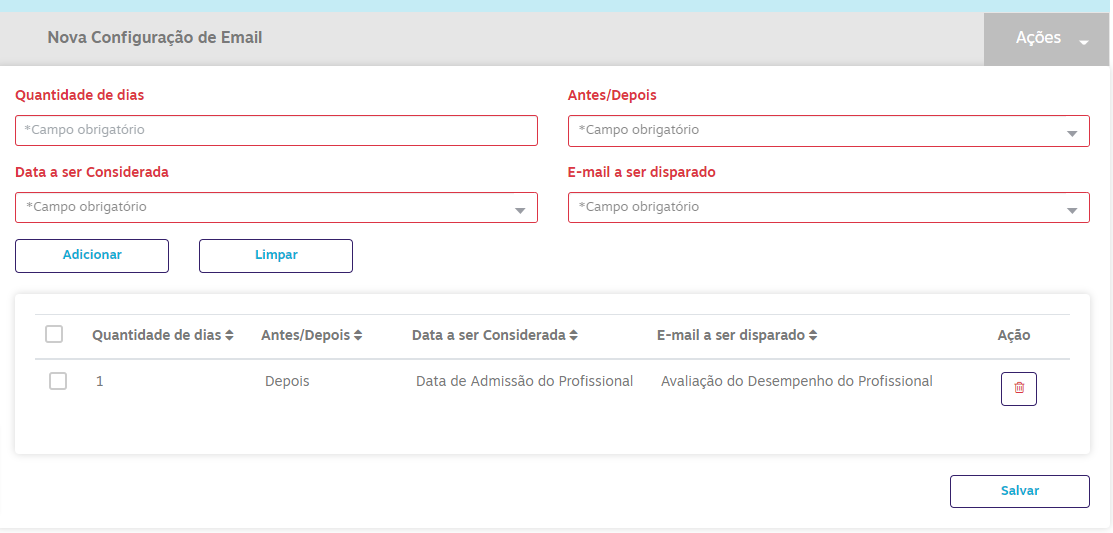 Nova Configuração de Email
Ações
Quantidade de dias
Antes/Depois
*Campo obrigatório
*Campo obrigatório
Data a ser Considerada
E-mail a ser disparado
*Campo obrigatório
*Campo obrigatório
Adicionar
Limpar
Quantidade de dias Antes/Depois Data a ser Considerada E-mail a ser disparado Ação
1 Depois Data de Admissão do Profissional Avaliação do Desempenho do Profissional
Salvar